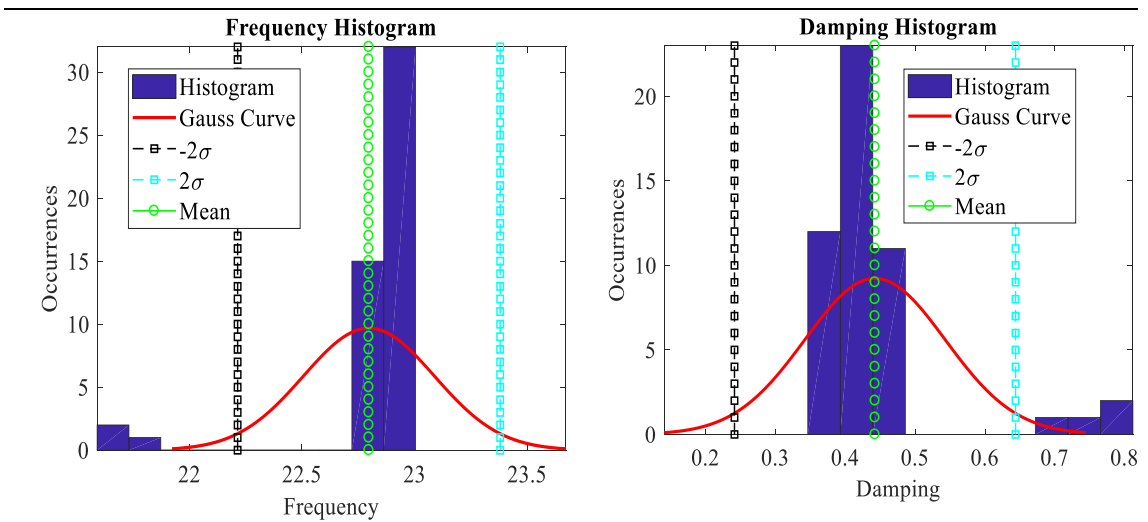 Frequency Histogram
Occurrences
30
25
20
15
10
5
0
Histogram
Gauss Curve
-2σ
2σ
Mean
22
22.5
23
23.5
Frequency
Damping Histogram
Occurrences
20
15
10
5
0
Histogram
Gauss Curve
-2σ
2σ
Mean
0.2
0.3
0.4
0.5
0.6
0.7
0.8
Damping